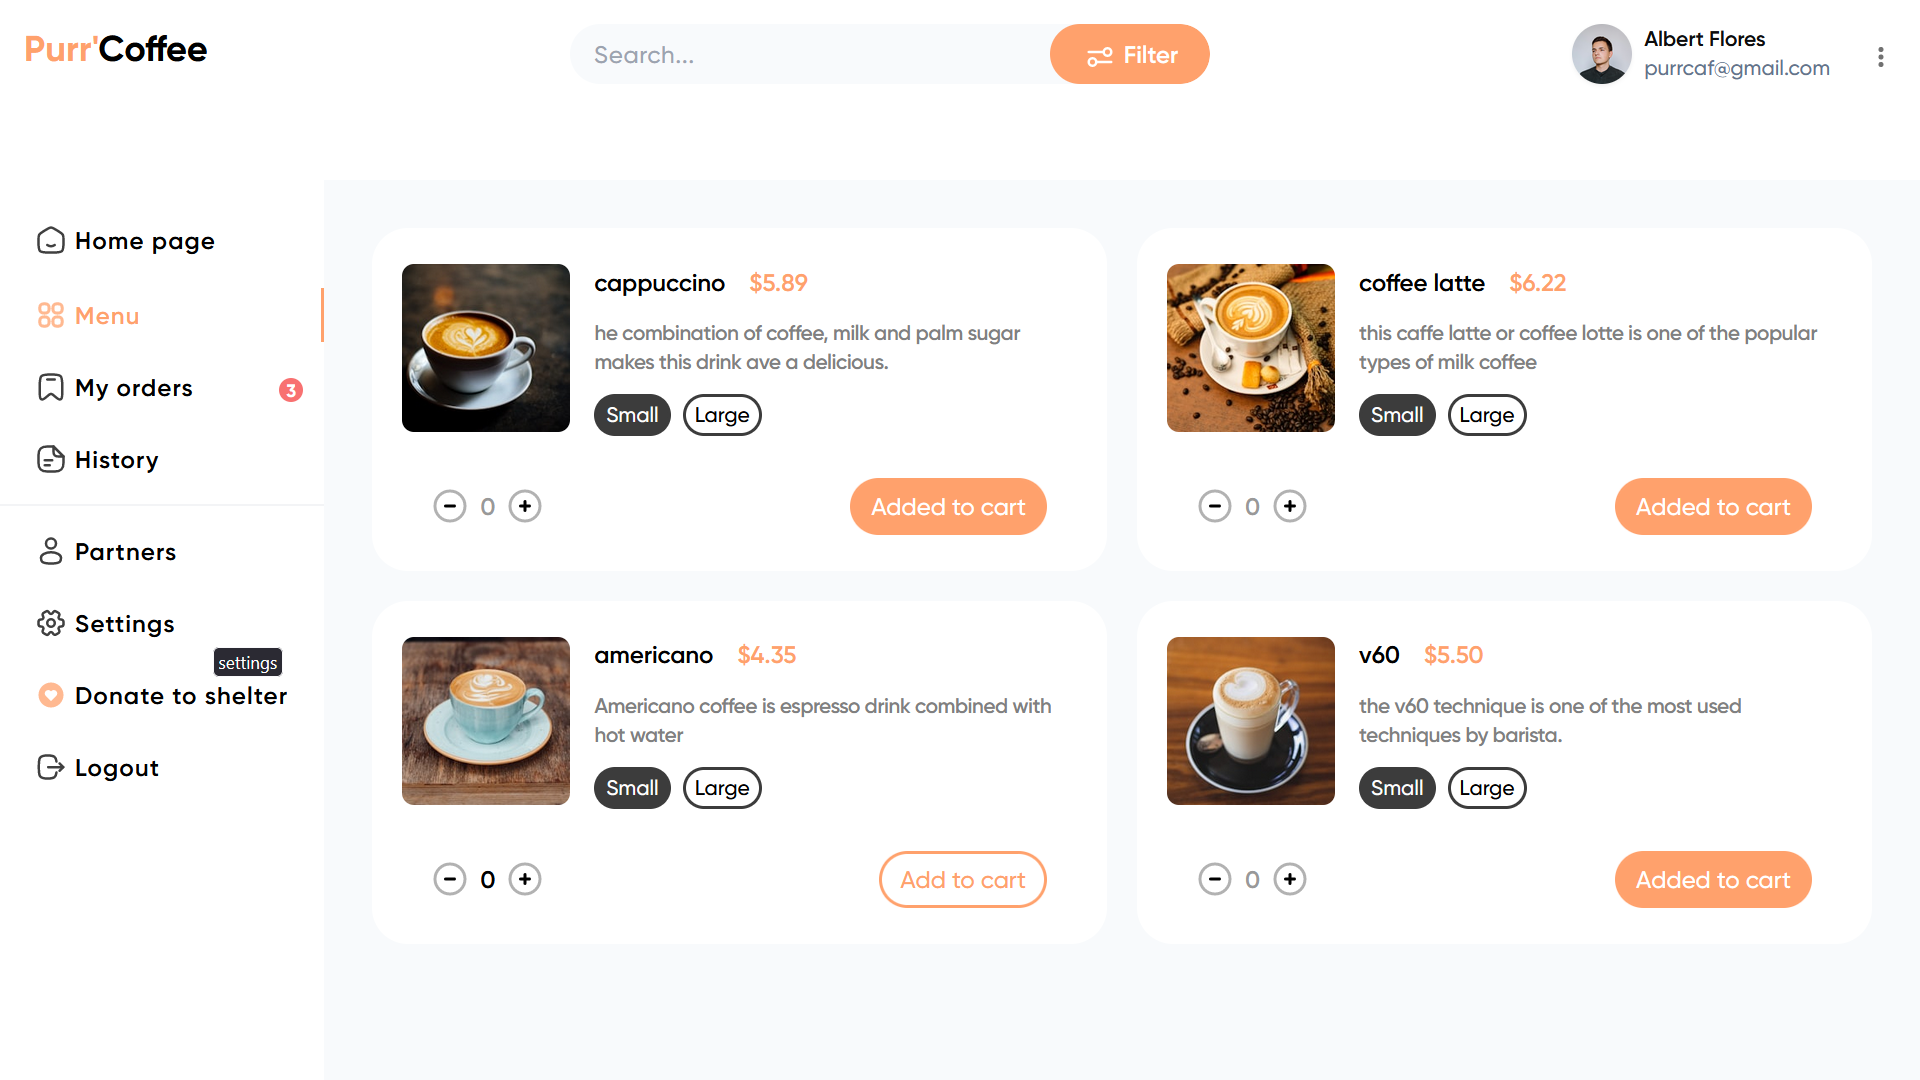 Purr'Coffee
Search...
Filter
Albert Flores
purrcaf@gmail.com
Home page
Menu
My orders
3
History
Partners
Settings
settings
Donate to shelter
Logout
cappuccino $5.89
he combination of coffee, milk and palm sugar
makes this drink ave a delicious.
Small Large
0
Added to cart
coffee latte $6.22
this caffe latte or coffee lotte is one of the popular
types of milk coffee
Small Large
0
Added to cart
americano $4.35
Americano coffee is espresso drink combined with
hot water
Small Large
0
Add to cart
v60 $5.50
the v60 technique is one of the most used
techniques by barista.
Small Large
0
Added to cart